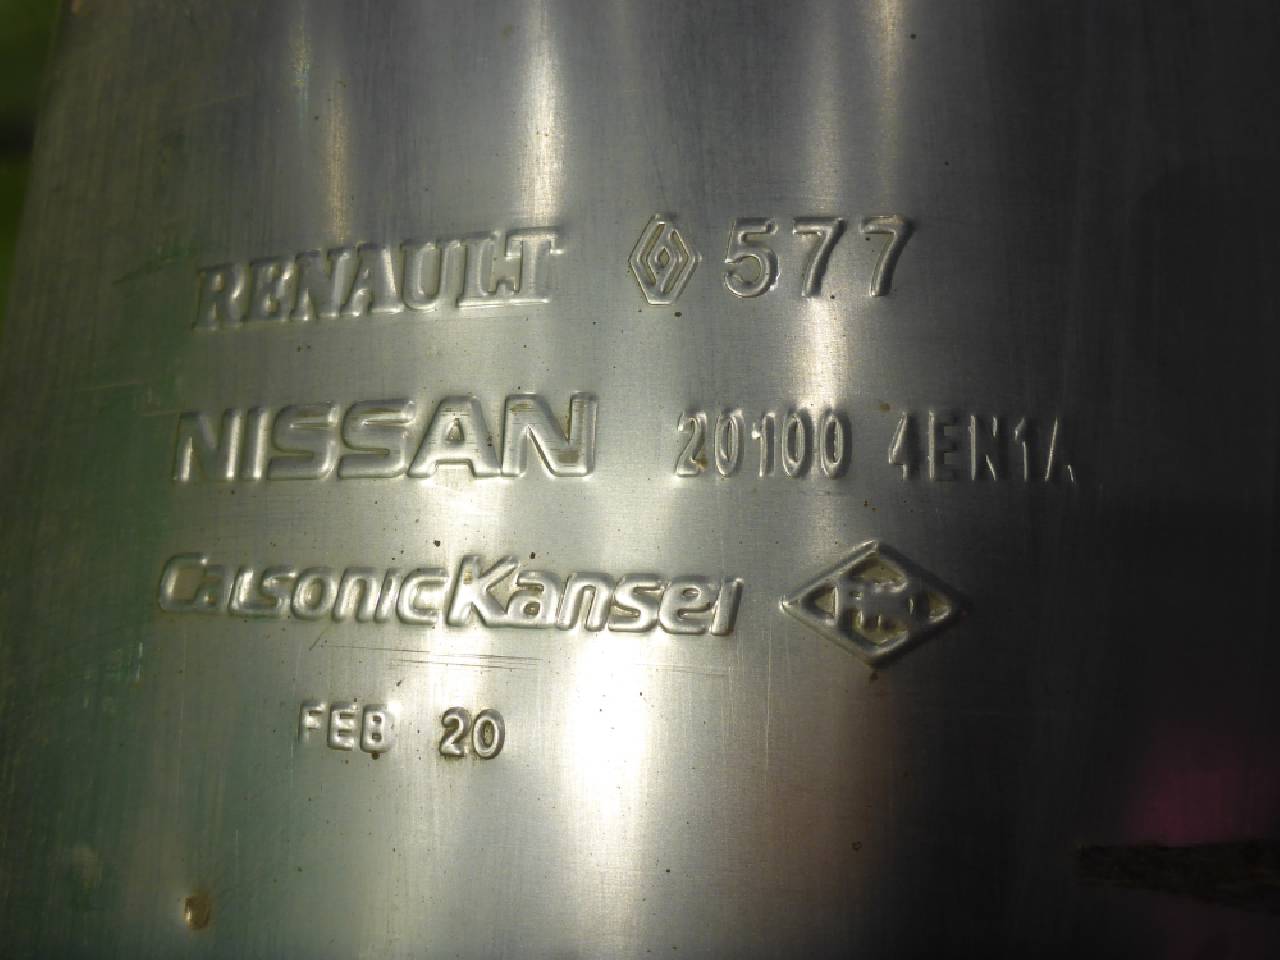 RENAULT 577
NISSAN 20100 4EN1A
CalsonicKansei
FEB 20